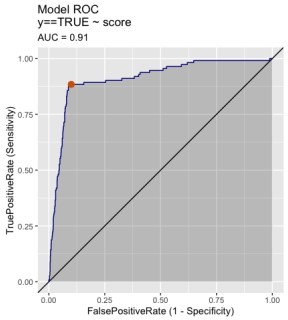 Model ROC
y==TRUE ~ score
AUC = 0.91
1.00
0.75
0.50
0.25
0.00
TruePositiveRate (Sensitivity)
0.00 0.25 0.50 0.75 1.00
FalsePositiveRate (1 - Specificity)